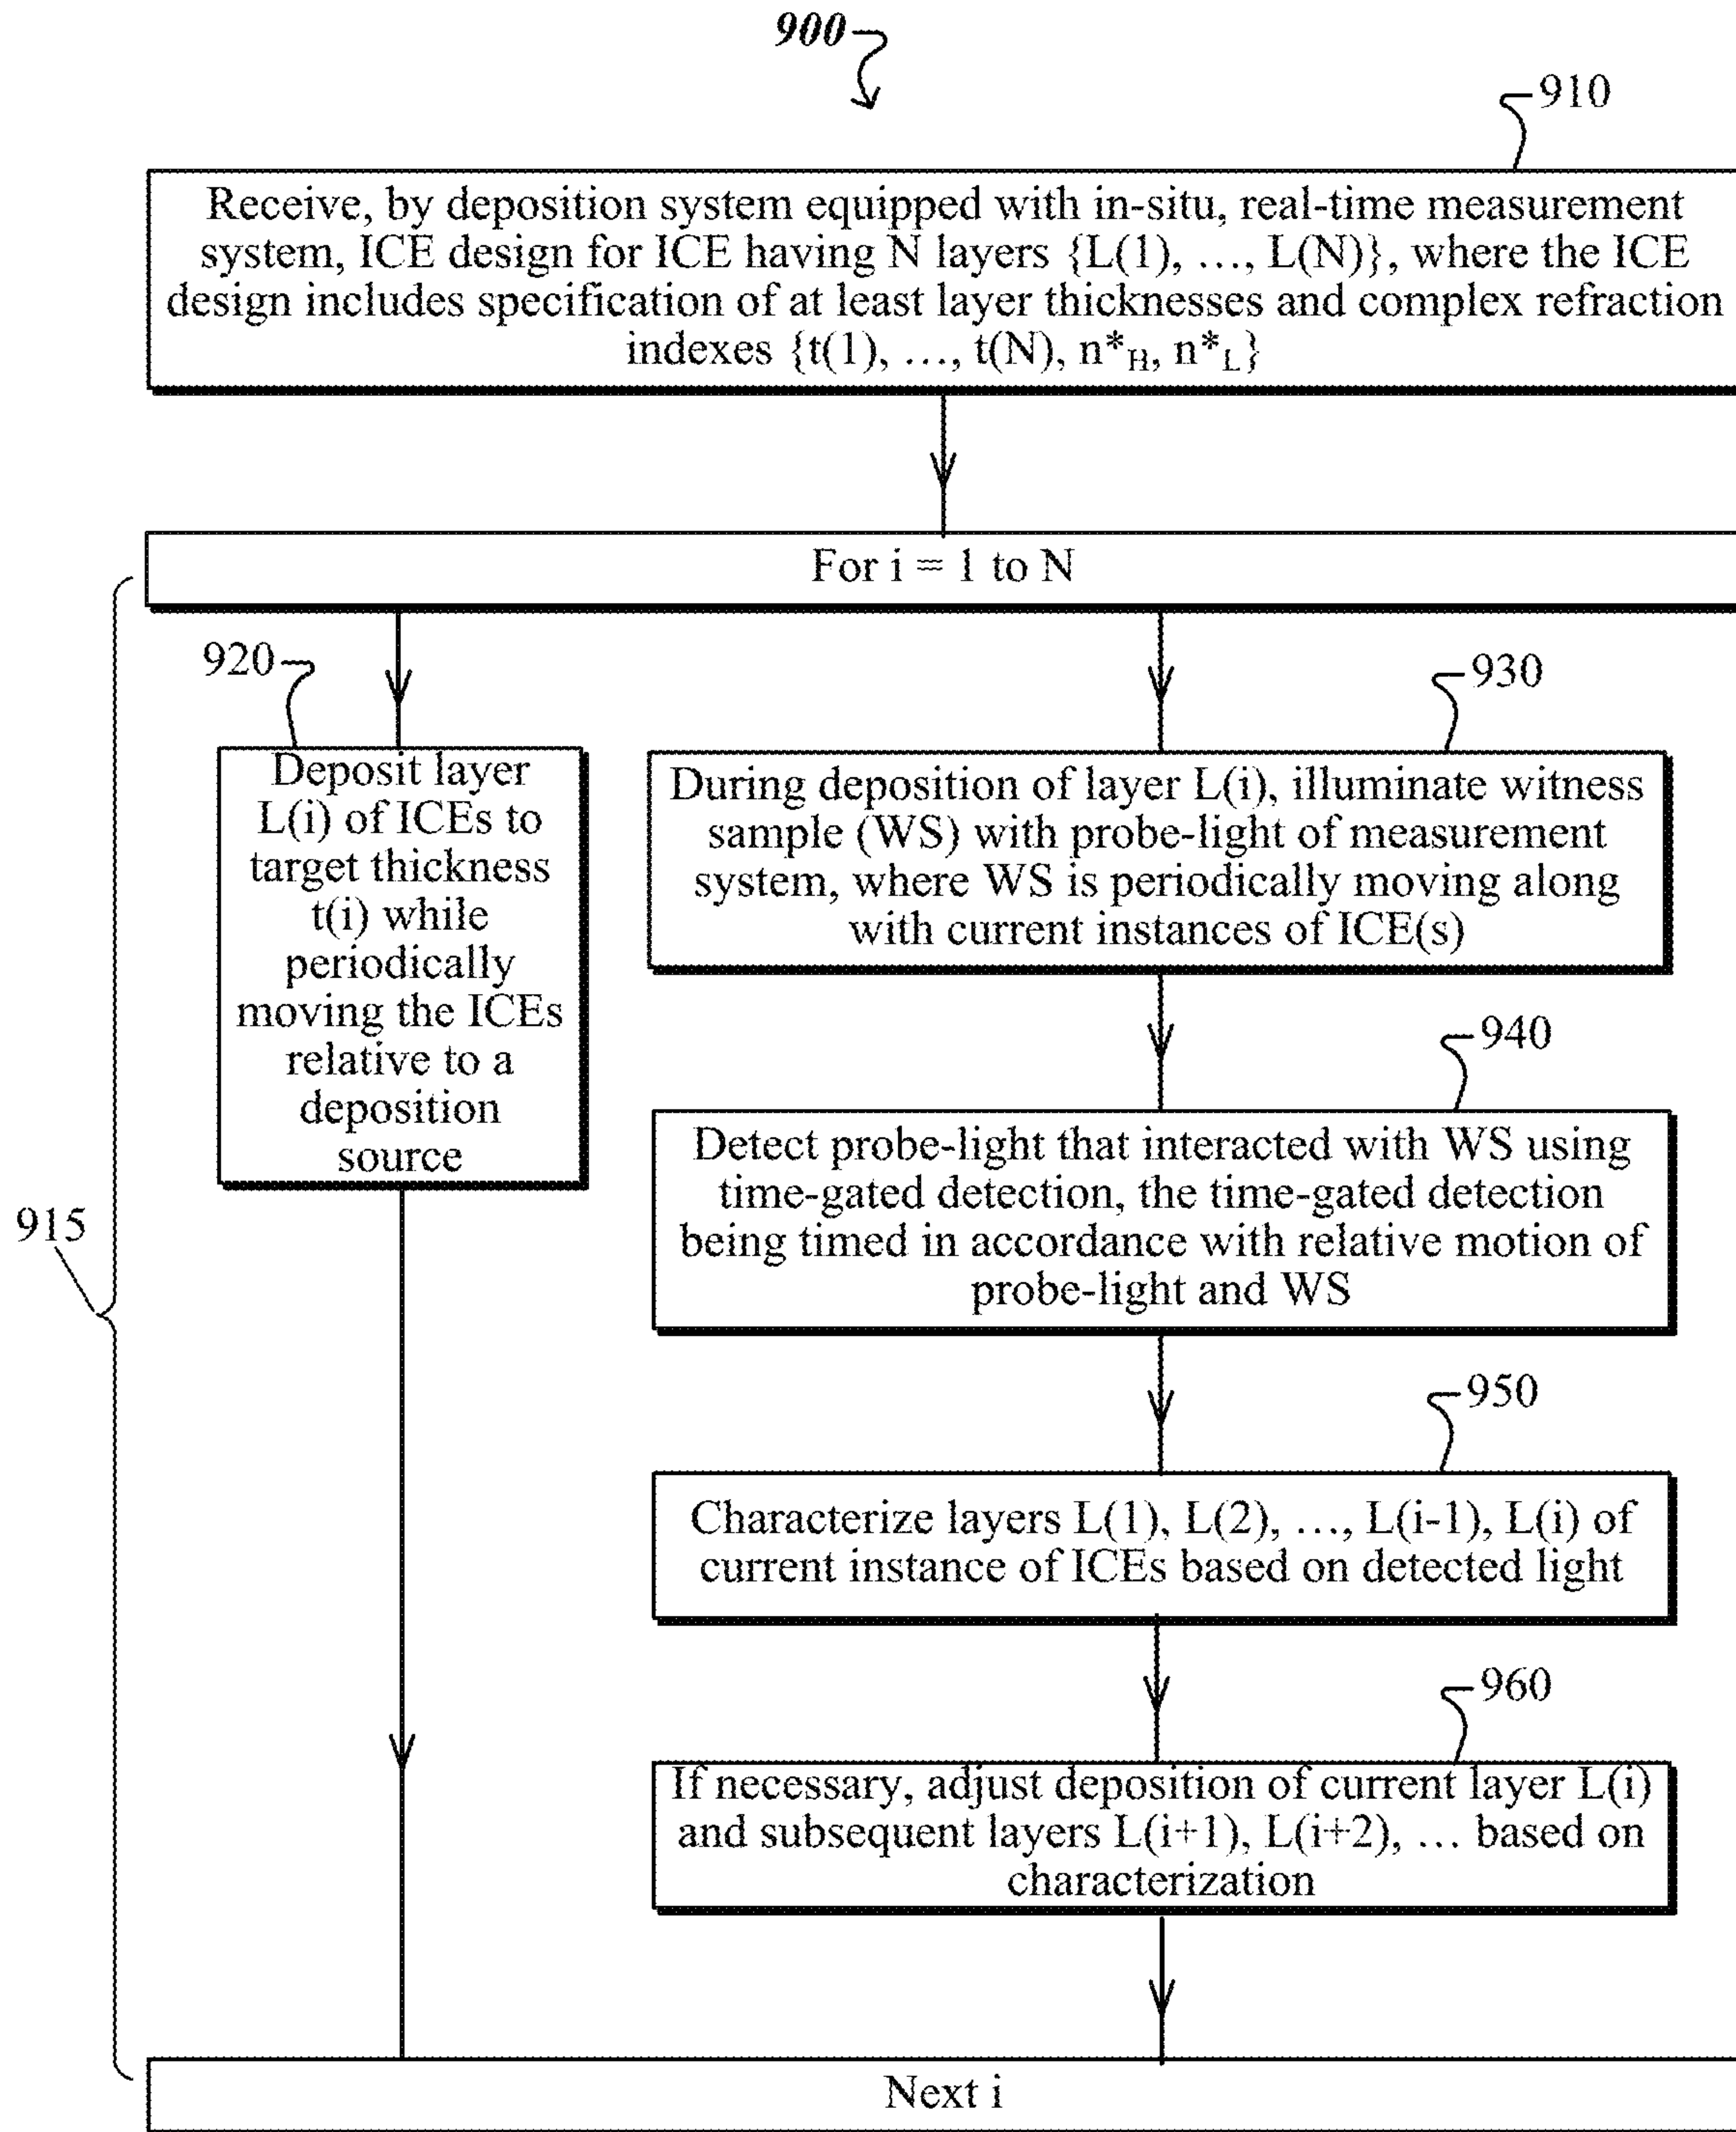 900
910
Receive, by deposition system equipped with in-situ, real-time measurement
system, ICE design for ICE having N layers {L(1), …, L(N)}, where the ICE
design includes specification of at least layer thicknesses and complex refraction
indexes {t(1), …, t(N), n*H, n*L}
For i = 1 to N
915
920
Deposit layer
L(i) of ICEs to
target thickness
t(i) while
periodically
moving the ICEs
relative to a
deposition
source
930
During deposition of layer L(i), illuminate witness
sample (WS) with probe-light of measurement
system, where WS is periodically moving along
with current instances of ICE(s)
940
Detect probe-light that interacted with WS using
time-gated detection, the time-gated detection
being timed in accordance with relative motion of
probe-light and WS
950
Characterize layers L(1), L(2), …, L(i-1), L(i) of
current instance of ICEs based on detected light
960
If necessary, adjust deposition of current layer L(i)
and subsequent layers L(i+1), L(i+2), … based on
characterization
Next i